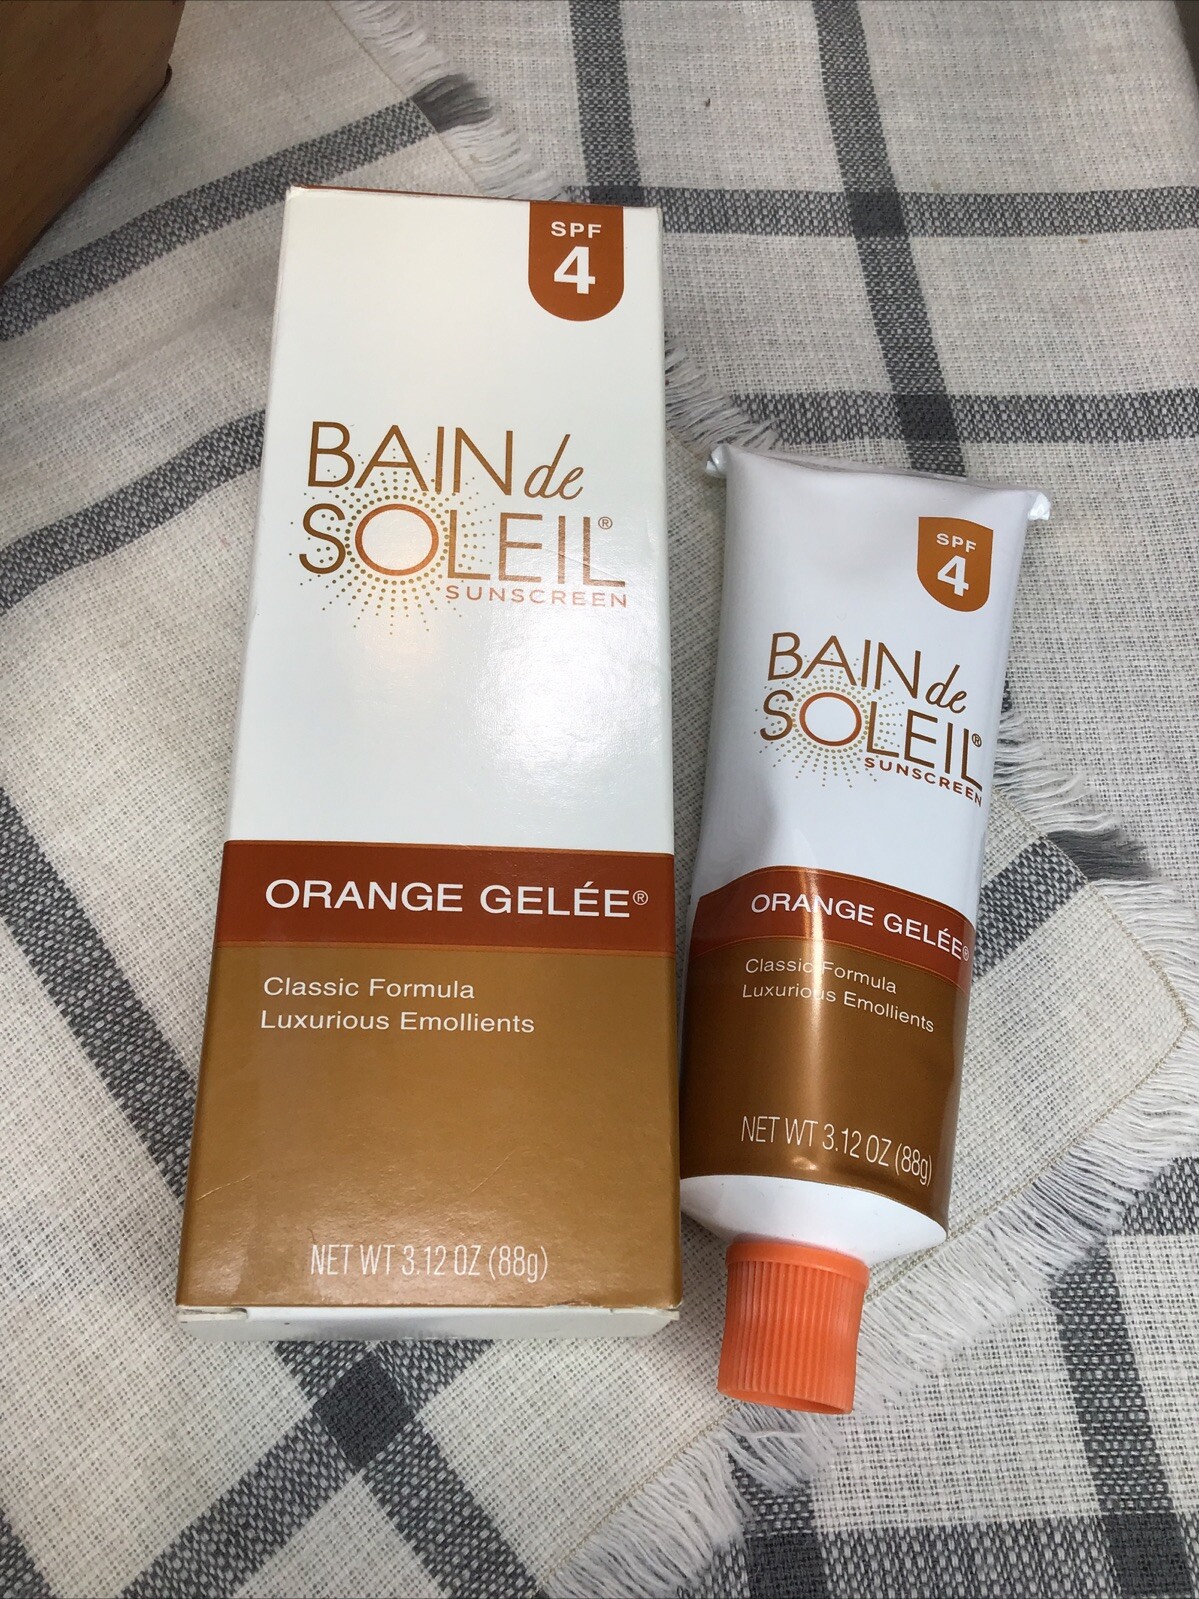 SPF
4
BAIN de
SOLEIL®
SUNSCREEN
ORANGE GELÉE®
Classic Formula
Luxurious Emollients
NET WT 3.12 OZ (88g)
SPF
4
BAIN de
SOLEIL®
SUNSCREEN
ORANGE GELÉE®
Classic Formula
Luxurious Emollients
NET WT 3.12 OZ (88g)